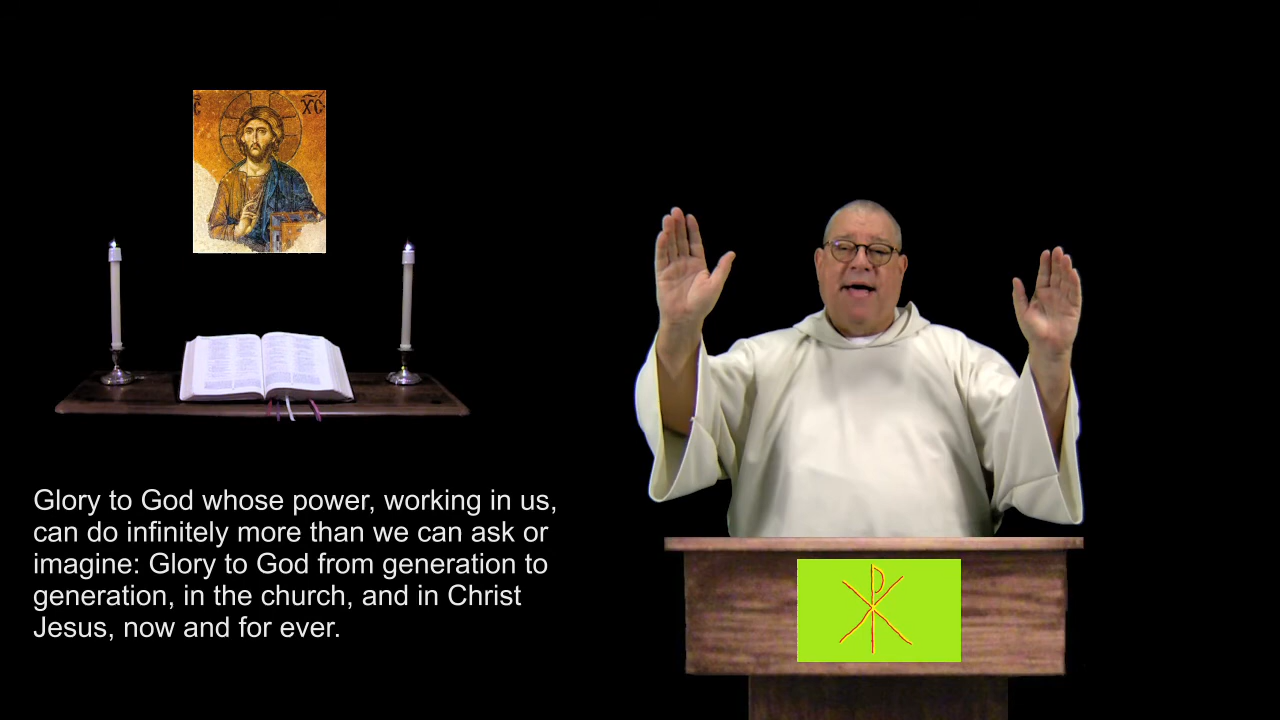 XC
Glory to God whose power, working in us,
can do infinitely more than we can ask or
imagine: Glory to God from generation to
generation, in the church, and in Christ
Jesus, now and for ever.